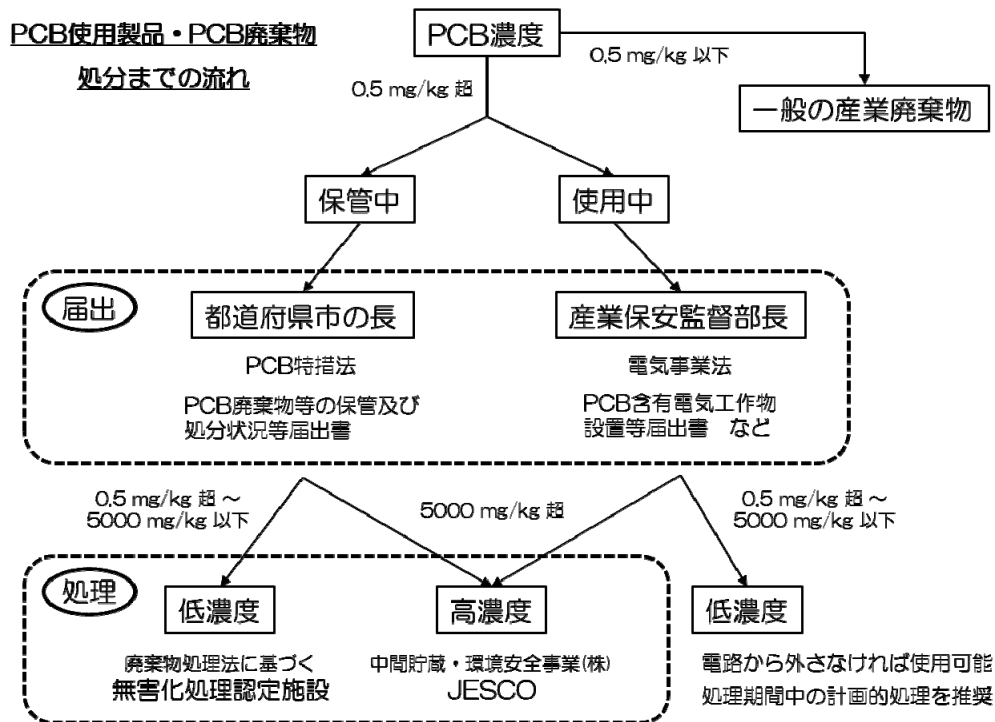 PCB使用製品・PCB廃棄物
処分までの流れ
PCB濃度
0.5 mg/kg 以下
0.5 mg/kg 超
一般の産業廃棄物
保管中
使用中
届出
都道府県市の長
産業保安監督部長
PCB特措法
電気事業法
PCB廃棄物等の保管及び
処分状況等届出書
PCB含有電気工作物
設置等届出書 など
0.5 mg/kg 超 ～
5000 mg/kg 以下
5000 mg/kg 超
0.5 mg/kg 超 ～
5000 mg/kg 以下
処理
低濃度
高濃度
低濃度
廃棄物処理法に基づく
無害化処理認定施設
中間貯蔵・環境安全事業(株)
JESCO
電路から外さなければ使用可能
処理期間中の計画的処理を推奨